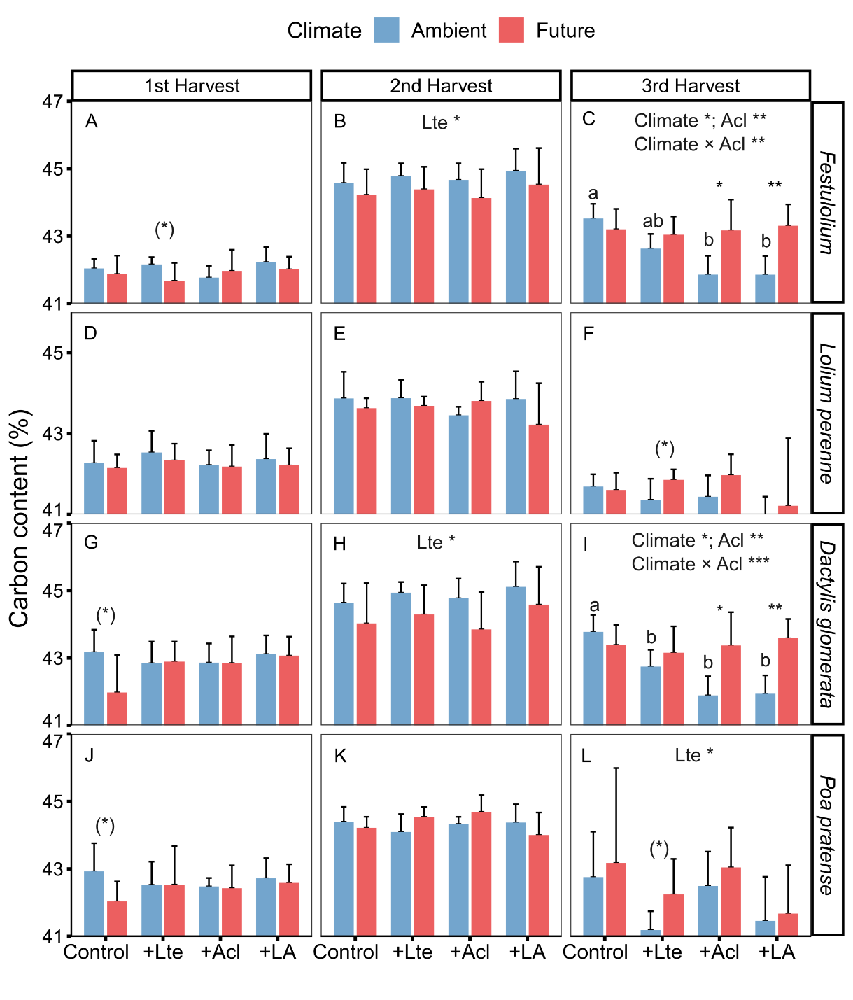 Climate Ambient Future
1st Harvest 2nd Harvest 3rd Harvest
Carbon content (%)
47
45
43
41
A
(*)
B
Lte *
C
Climate *; Acl **
Climate × Acl **
a
ab
b
*
b
**
Festulolium
45
43
41
D
E
F
(*)
Lolium perenne
47
45
43
41
G
(*)
H
Lte *
I
Climate *; Acl **
Climate × Acl ***
a
b
b
*
b
**
Dactylis glomerata
47
45
43
41
J
(*)
K
L
Lte *
(*)
Poa pratense
Control +Lte +Acl +LA Control +Lte +Acl +LA Control +Lte +Acl +LA